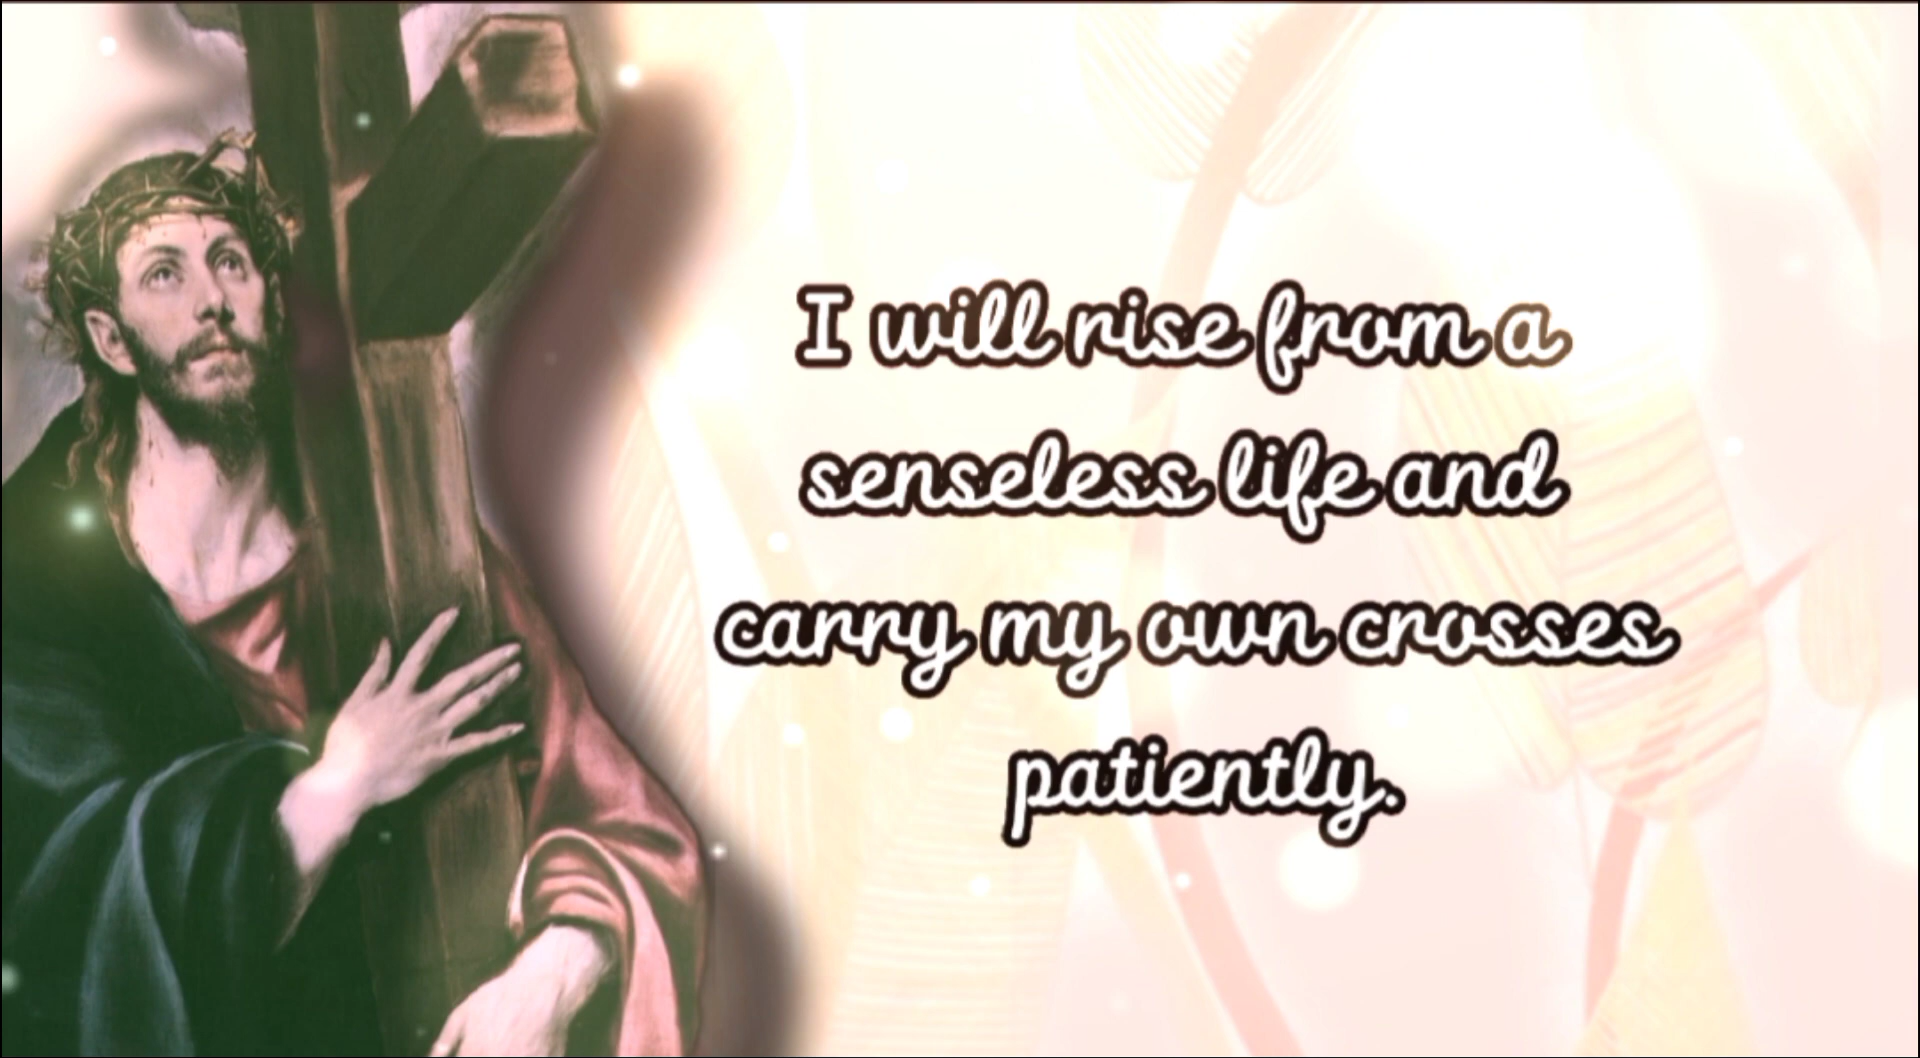 I will rise from a
senseless life and
carry my own crosses
patiently.